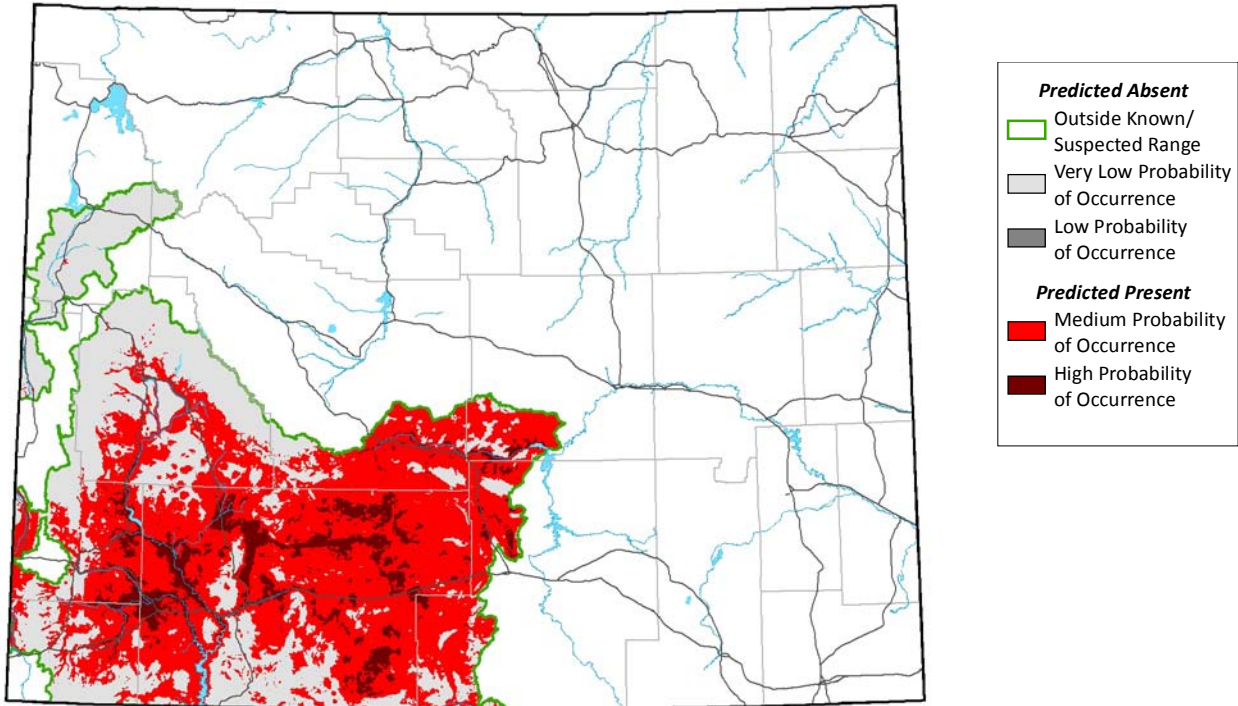 Predicted Absent
Outside Known/
Suspected Range
Very Low Probability
of Occurrence
Low Probability
of Occurrence
Predicted Present
Medium Probability
of Occurrence
High Probability
of Occurrence